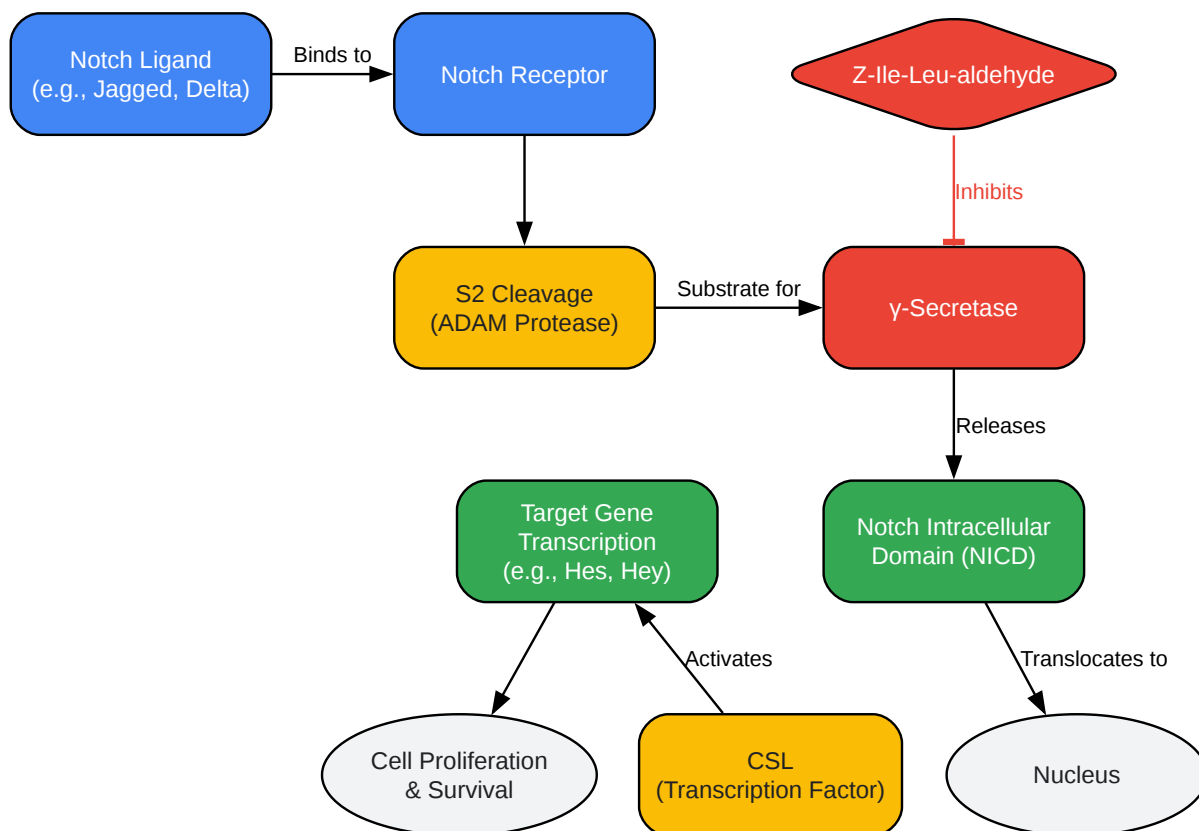 Notch Ligand
(e.g., Jagged, Delta)
Binds to
Notch Receptor
Z-Ile-Leu-aldehyde
Inhibits
S2 Cleavage
(ADAM Protease)
Substrate for
γ-Secretase
Releases
Target Gene
Transcription
(e.g., Hes, Hey)
Notch Intracellular
Domain (NICD)
Activates
Translocates to
Cell Proliferation
& Survival
CSL
(Transcription Factor)
Nucleus